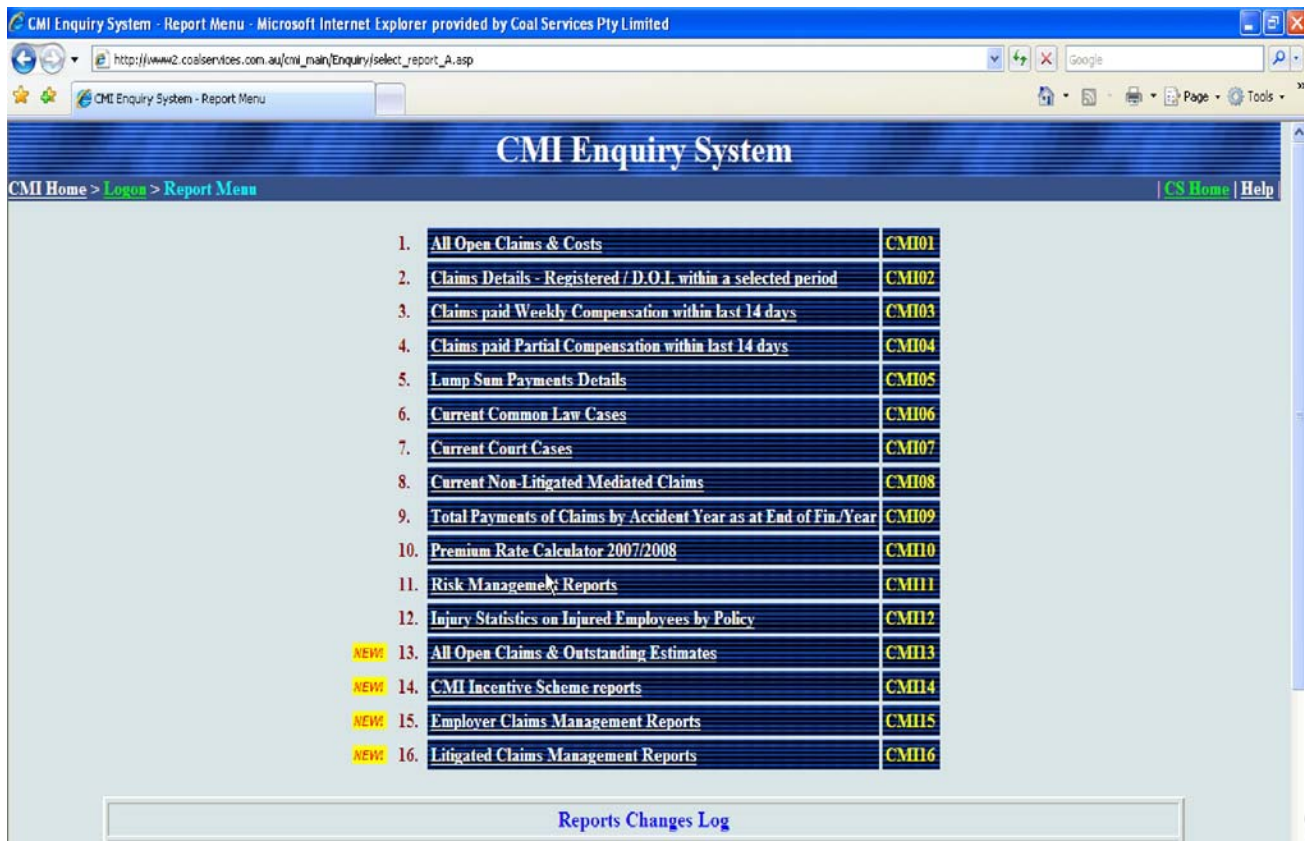 CMI Enquiry System - Report Menu - Microsoft Internet Explorer provided by Coal Services Pty Limited
http://www2.coalservices.com.au/cmi_main/Enquiry/select_report_A.asp
Google
CMI Enquiry System - Report Menu
Page
Tools
CMI Enquiry System
CMI Home > Logon > Report Menu | CS Home | Help |
1. All Open Claims & Costs CMI01
2. Claims Details - Registered / D.O.I. within a selected period CMI02
3. Claims paid Weekly Compensation within last 14 days CMI03
4. Claims paid Partial Compensation within last 14 days CMI04
5. Lump Sum Payments Details CMI05
6. Current Common Law Cases CMI06
7. Current Court Cases CMI07
8. Current Non-Litigated Mediated Claims CMI08
9. Total Payments of Claims by Accident Year as at End of Fin./Year CMI09
10. Premium Rate Calculator 2007/2008 CMI10
11. Risk Management Reports CMI11
12. Injury Statistics on Injured Employees by Policy CMI12
NEW! 13. All Open Claims & Outstanding Estimates CMI13
NEW! 14. CMI Incentive Scheme reports CMI14
NEW! 15. Employer Claims Management Reports CMI15
NEW! 16. Litigated Claims Management Reports CMI16
Reports Changes Log